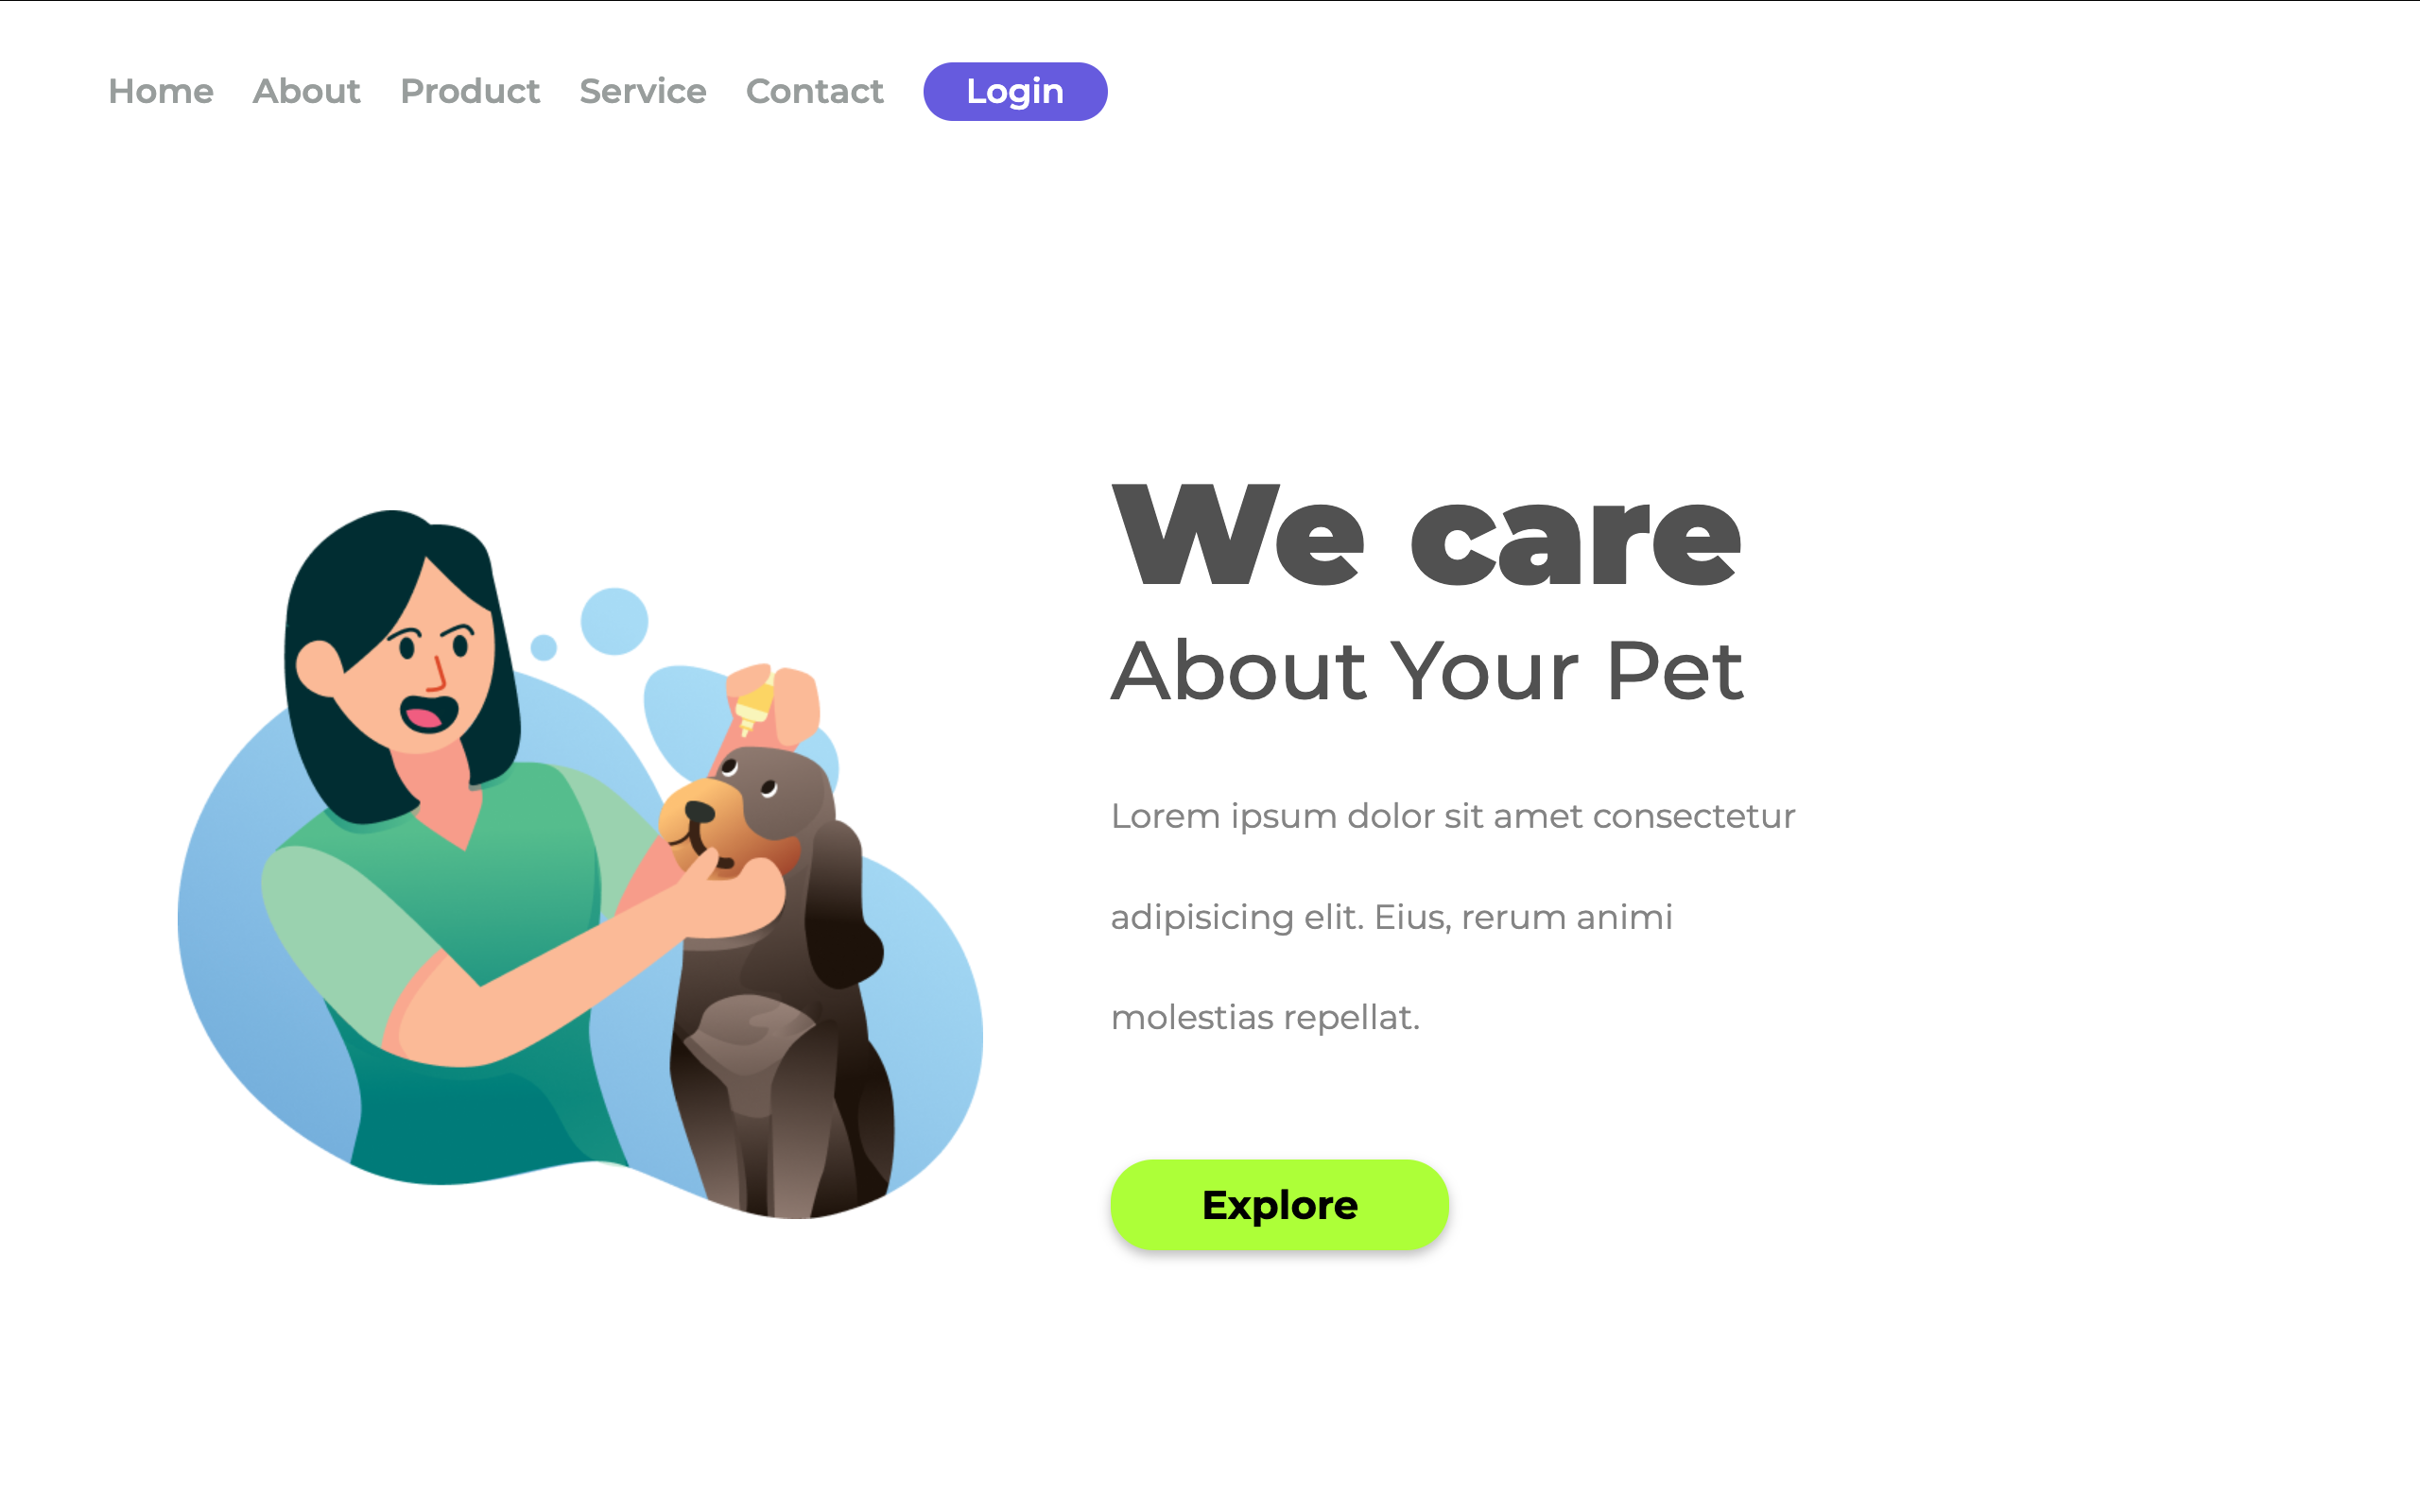 Home About Product Service Contact Login
We care
About Your Pet
Lorem ipsum dolor sit amet consectetur
adipisicing elit. Eius, rerum animi
molestias repellat.
Explore